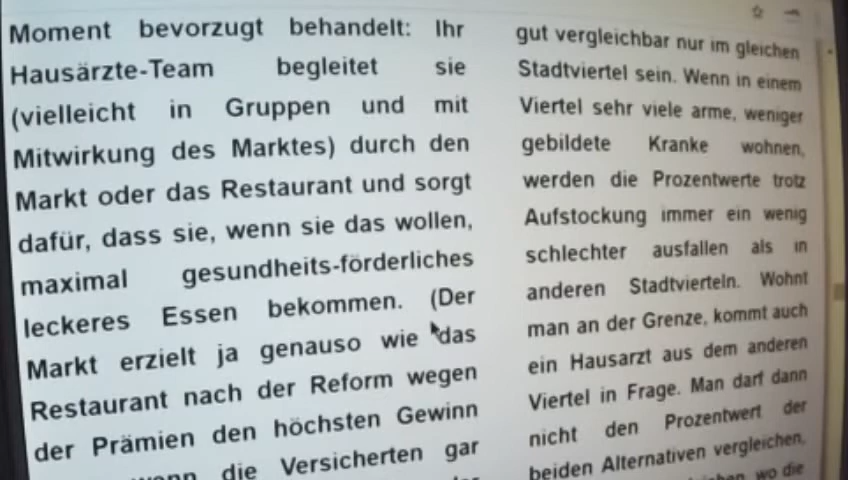 Moment bevorzugt behandelt: Ihr
Hausärzte-Team begleitet sie
(vielleicht in Gruppen und mit
Mitwirkung des Marktes) durch den
Markt oder das Restaurant und sorgt
dafür, dass sie, wenn sie das wollen,
maximal gesundheits-förderliches
leckeres Essen bekommen. (Der
Markt erzielt ja genauso wie das
Restaurant nach der Reform wegen
der Prämien den höchsten Gewinn
die Versicherten gar
gut vergleichbar nur im gleichen
Stadtviertel sein. Wenn in einem
Viertel sehr viele arme, weniger
gebildete Kranke wohnen,
werden die Prozentwerte trotz
Aufstockung immer ein wenig
schlechter ausfallen als in
anderen Stadtvierteln. Wohnt
man an der Grenze, kommt auch
ein Hausarzt aus dem anderen
Viertel in Frage. Man darf dann
nicht den Prozentwert der
beiden Alternativen vergleichen,
wo die